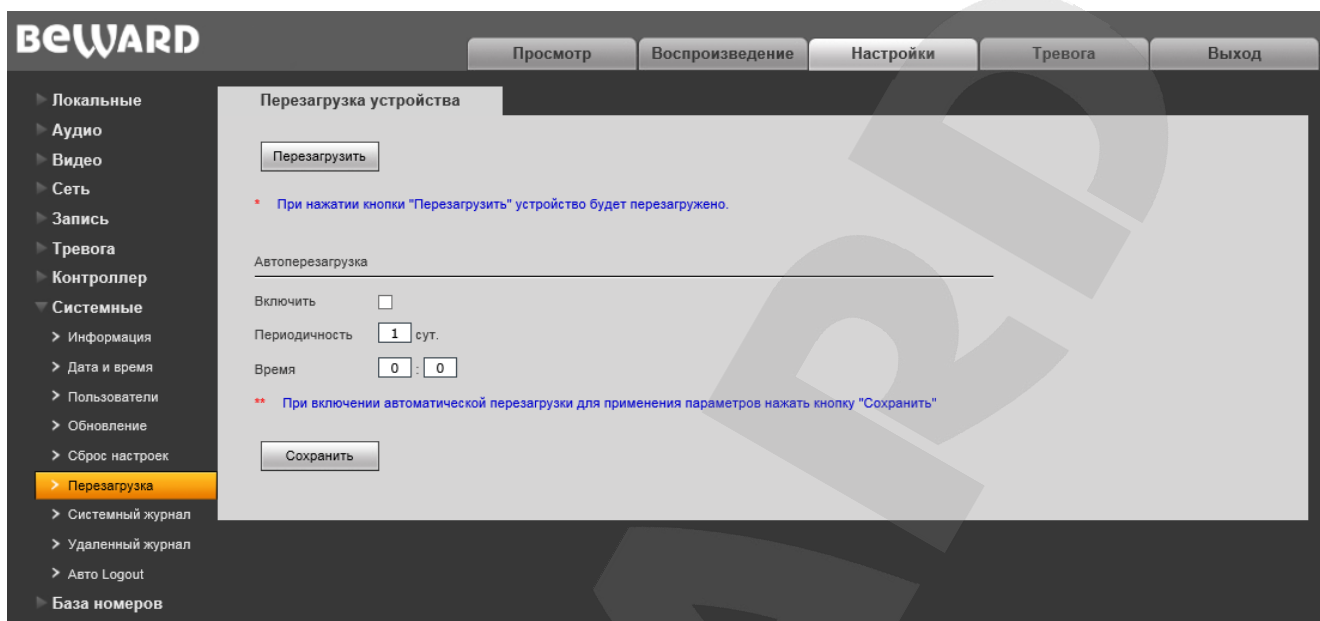 BEWARD
Просмотр Воспроизведение Настройки Тревога Выход
Локальные
Аудио
Видео
Сеть
Запись
Тревога
Контроллер
Системные
Информация
Дата и время
Пользователи
Обновление
Сброс настроек
Перезагрузка
Системный журнал
Удаленный журнал
Авто Logout
База номеров
Перезагрузка устройства
Перезагрузить
* При нажатии кнопки "Перезагрузить" устройство будет перезагружено.
Автоперезагрузка
Включить
Периодичность 1 сут.
Время 0 : 0
** При включении автоматической перезагрузки для применения параметров нажать кнопку "Сохранить"
Сохранить